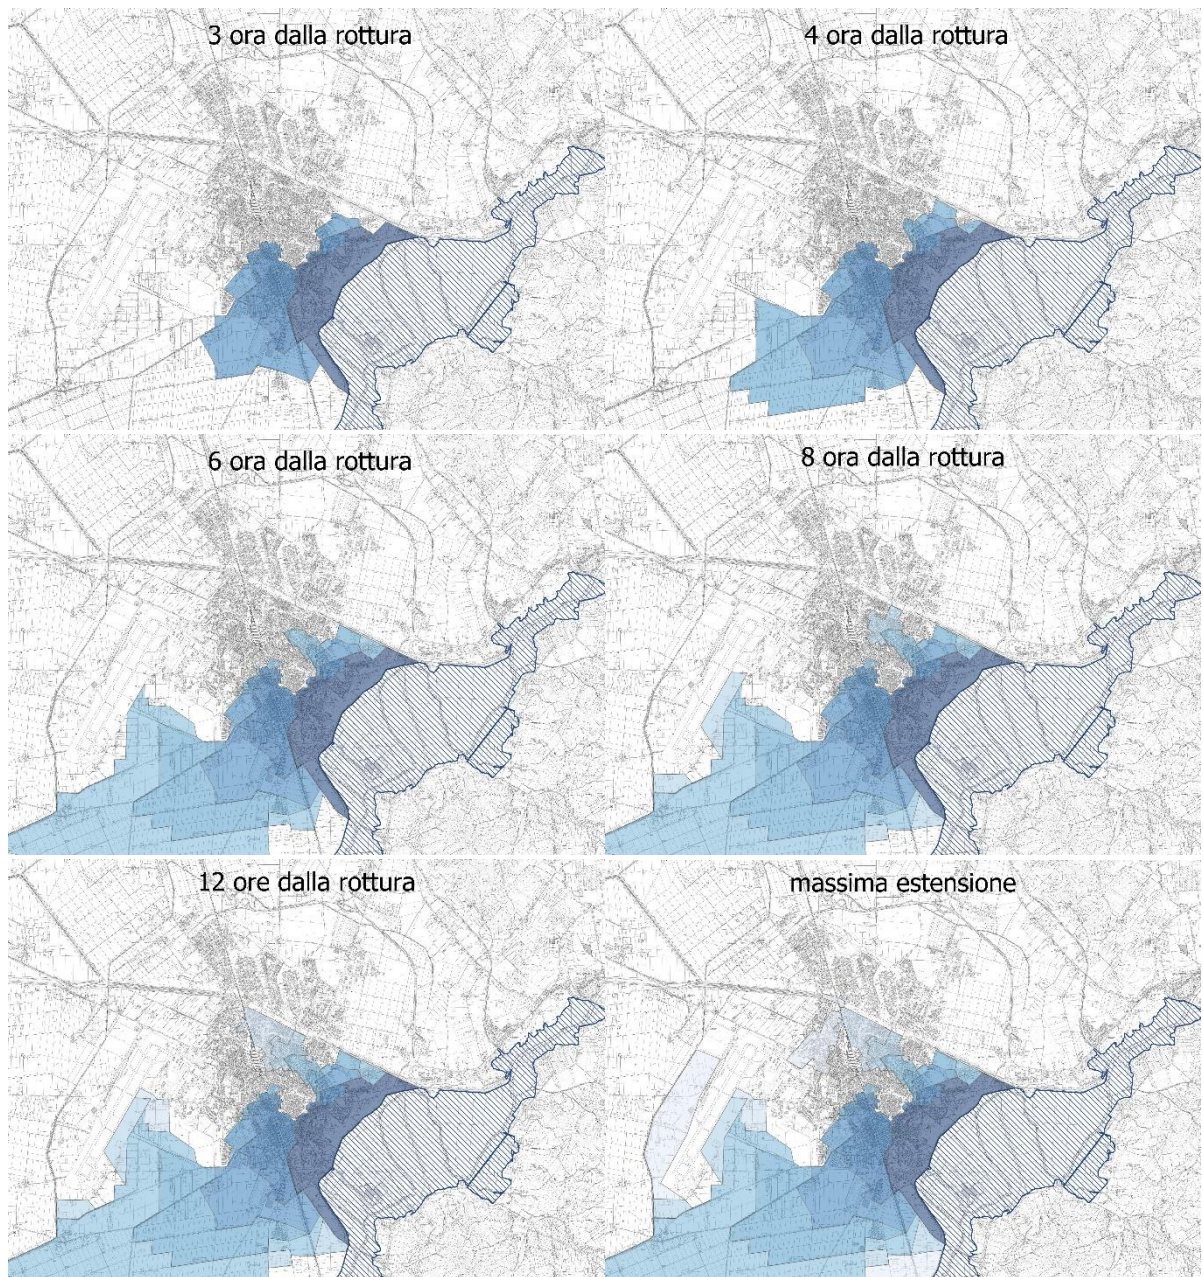 3 ora dalla rottura
4 ora dalla rottura
6 ora dalla rottura
8 ora dalla rottura
12 ore dalla rottura
massima estensione